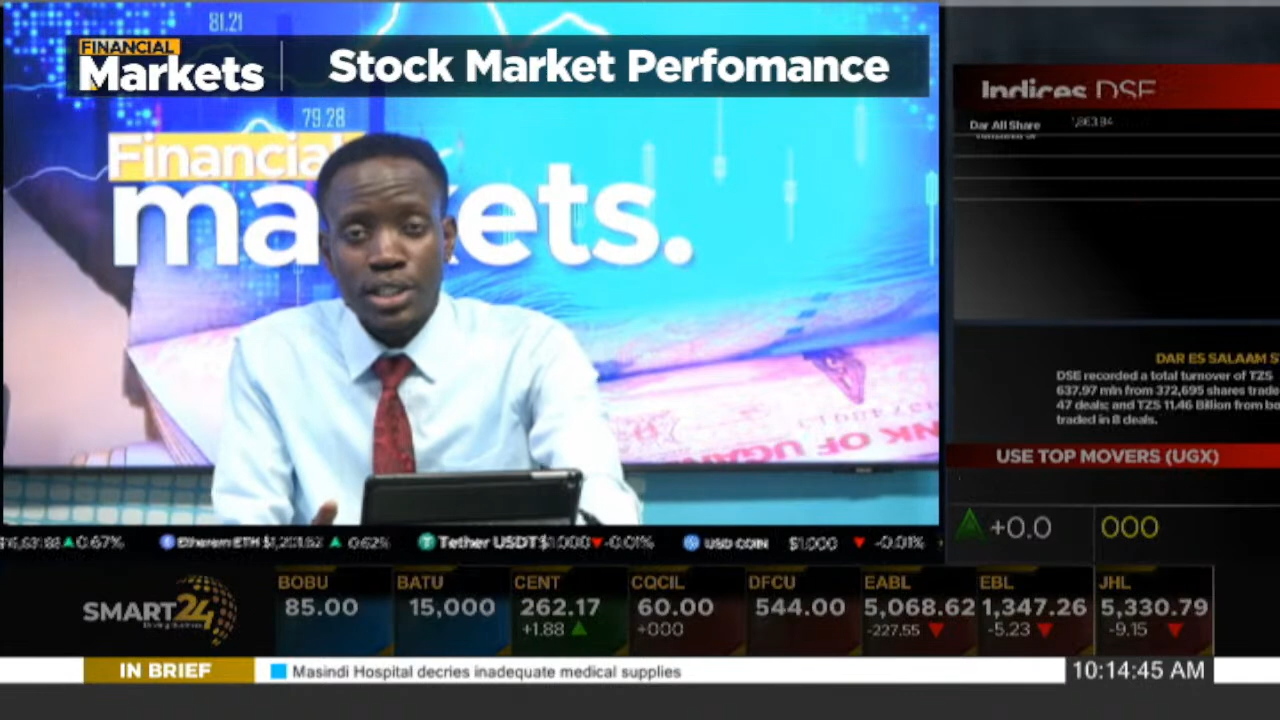 81.21
FINANCIAL
Markets
Stock Market Perfomance
79.28
Financial
markets.
Indices DSE
Dar All Share
DAR ES SALAAM S
DSE recorded a total turnover of TZS
637.97 mln from 372,695 shares trade
47 deals; and TZS 11.46 Billion from bo
traded in 8 deals.
USE TOP MOVERS (UGX)
+0.0 000
0.67% Ethereum ETH 0.62% Tether USDT $1.000 -0.01% USD COIN $1.000 -0.01%
SMART24
BOBU BATU CENT CQCIL DFCU EABL EBL JHL
85.00 15,000 262.17 60.00 544.00 5,068.62 1,347.26 5,330.79
+1.88 +000 -227.55 -5.23 -9.15
IN BRIEF Masindi Hospital decries inadequate medical supplies 10:14:45 AM